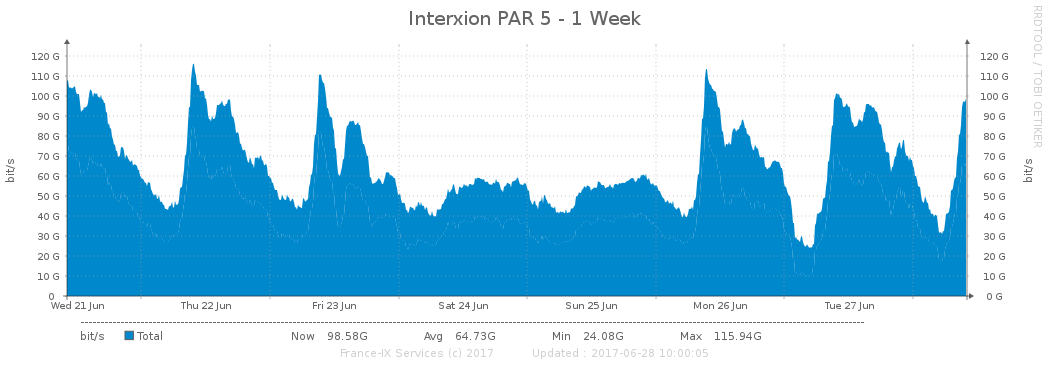 Interxion PAR 5 - 1 Week
RRDTOOL / TOBI OETIKER
120 G 120 G
110 G 110 G
100 G 100 G
90 G 90 G
80 G 80 G
70 G 70 G
60 G 60 G
50 G 50 G
40 G 40 G
30 G 30 G
20 G 20 G
10 G 10 G
0 0 G
bit/s
bit/s
Wed 21 Jun Thu 22 Jun Fri 23 Jun Sat 24 Jun Sun 25 Jun Mon 26 Jun Tue 27 Jun
bit/s Total Now 98.58G Avg 64.73G Min 24.08G Max 115.94G
France-IX Services (c) 2017 Updated : 2017-06-28 10:00:05